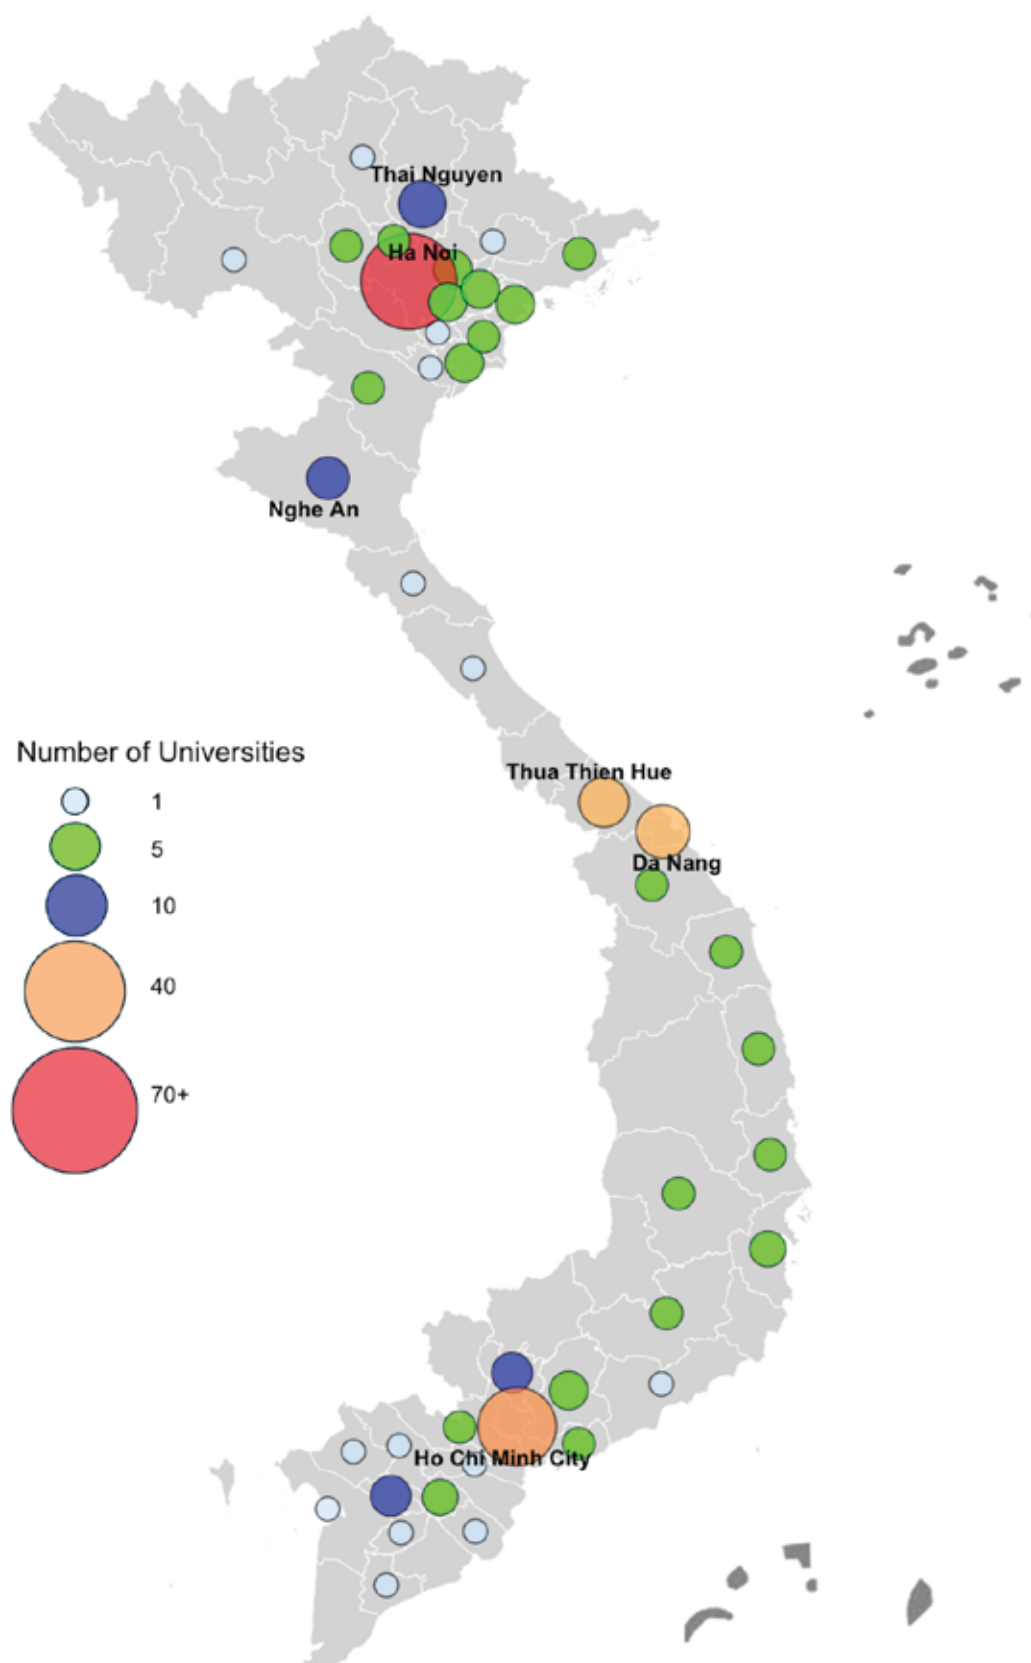 Thai Nguyen
Ha Noi
Nghe An
Number of Universities
1
5
10
40
70+
Thua Thien Hue
Da Nang
Ho Chi Minh City